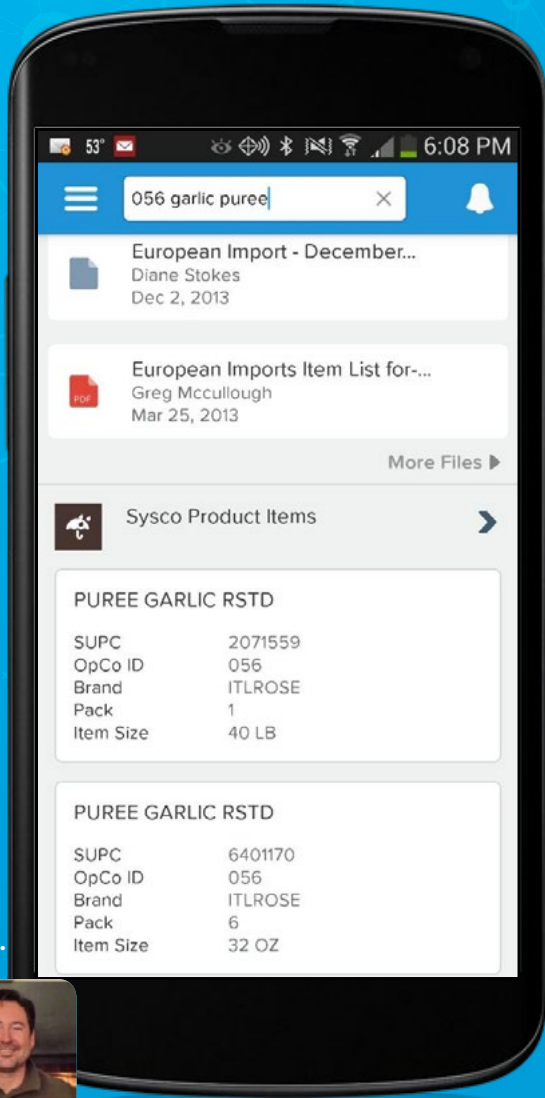 53° 6:08 PM
056 garlic puree
European Import - December...
Diane Stokes
Dec 2, 2013
PDF
European Imports Item List for-...
Greg Mccullough
Mar 25, 2013
More Files
Sysco Product Items
PUREE GARLIC RSTD
SUPC 2071559
OpCo ID 056
Brand ITLROSE
Pack 1
Item Size 40 LB
PUREE GARLIC RSTD
SUPC 6401170
OpCo ID 056
Brand ITLROSE
Pack 6
Item Size 32 OZ